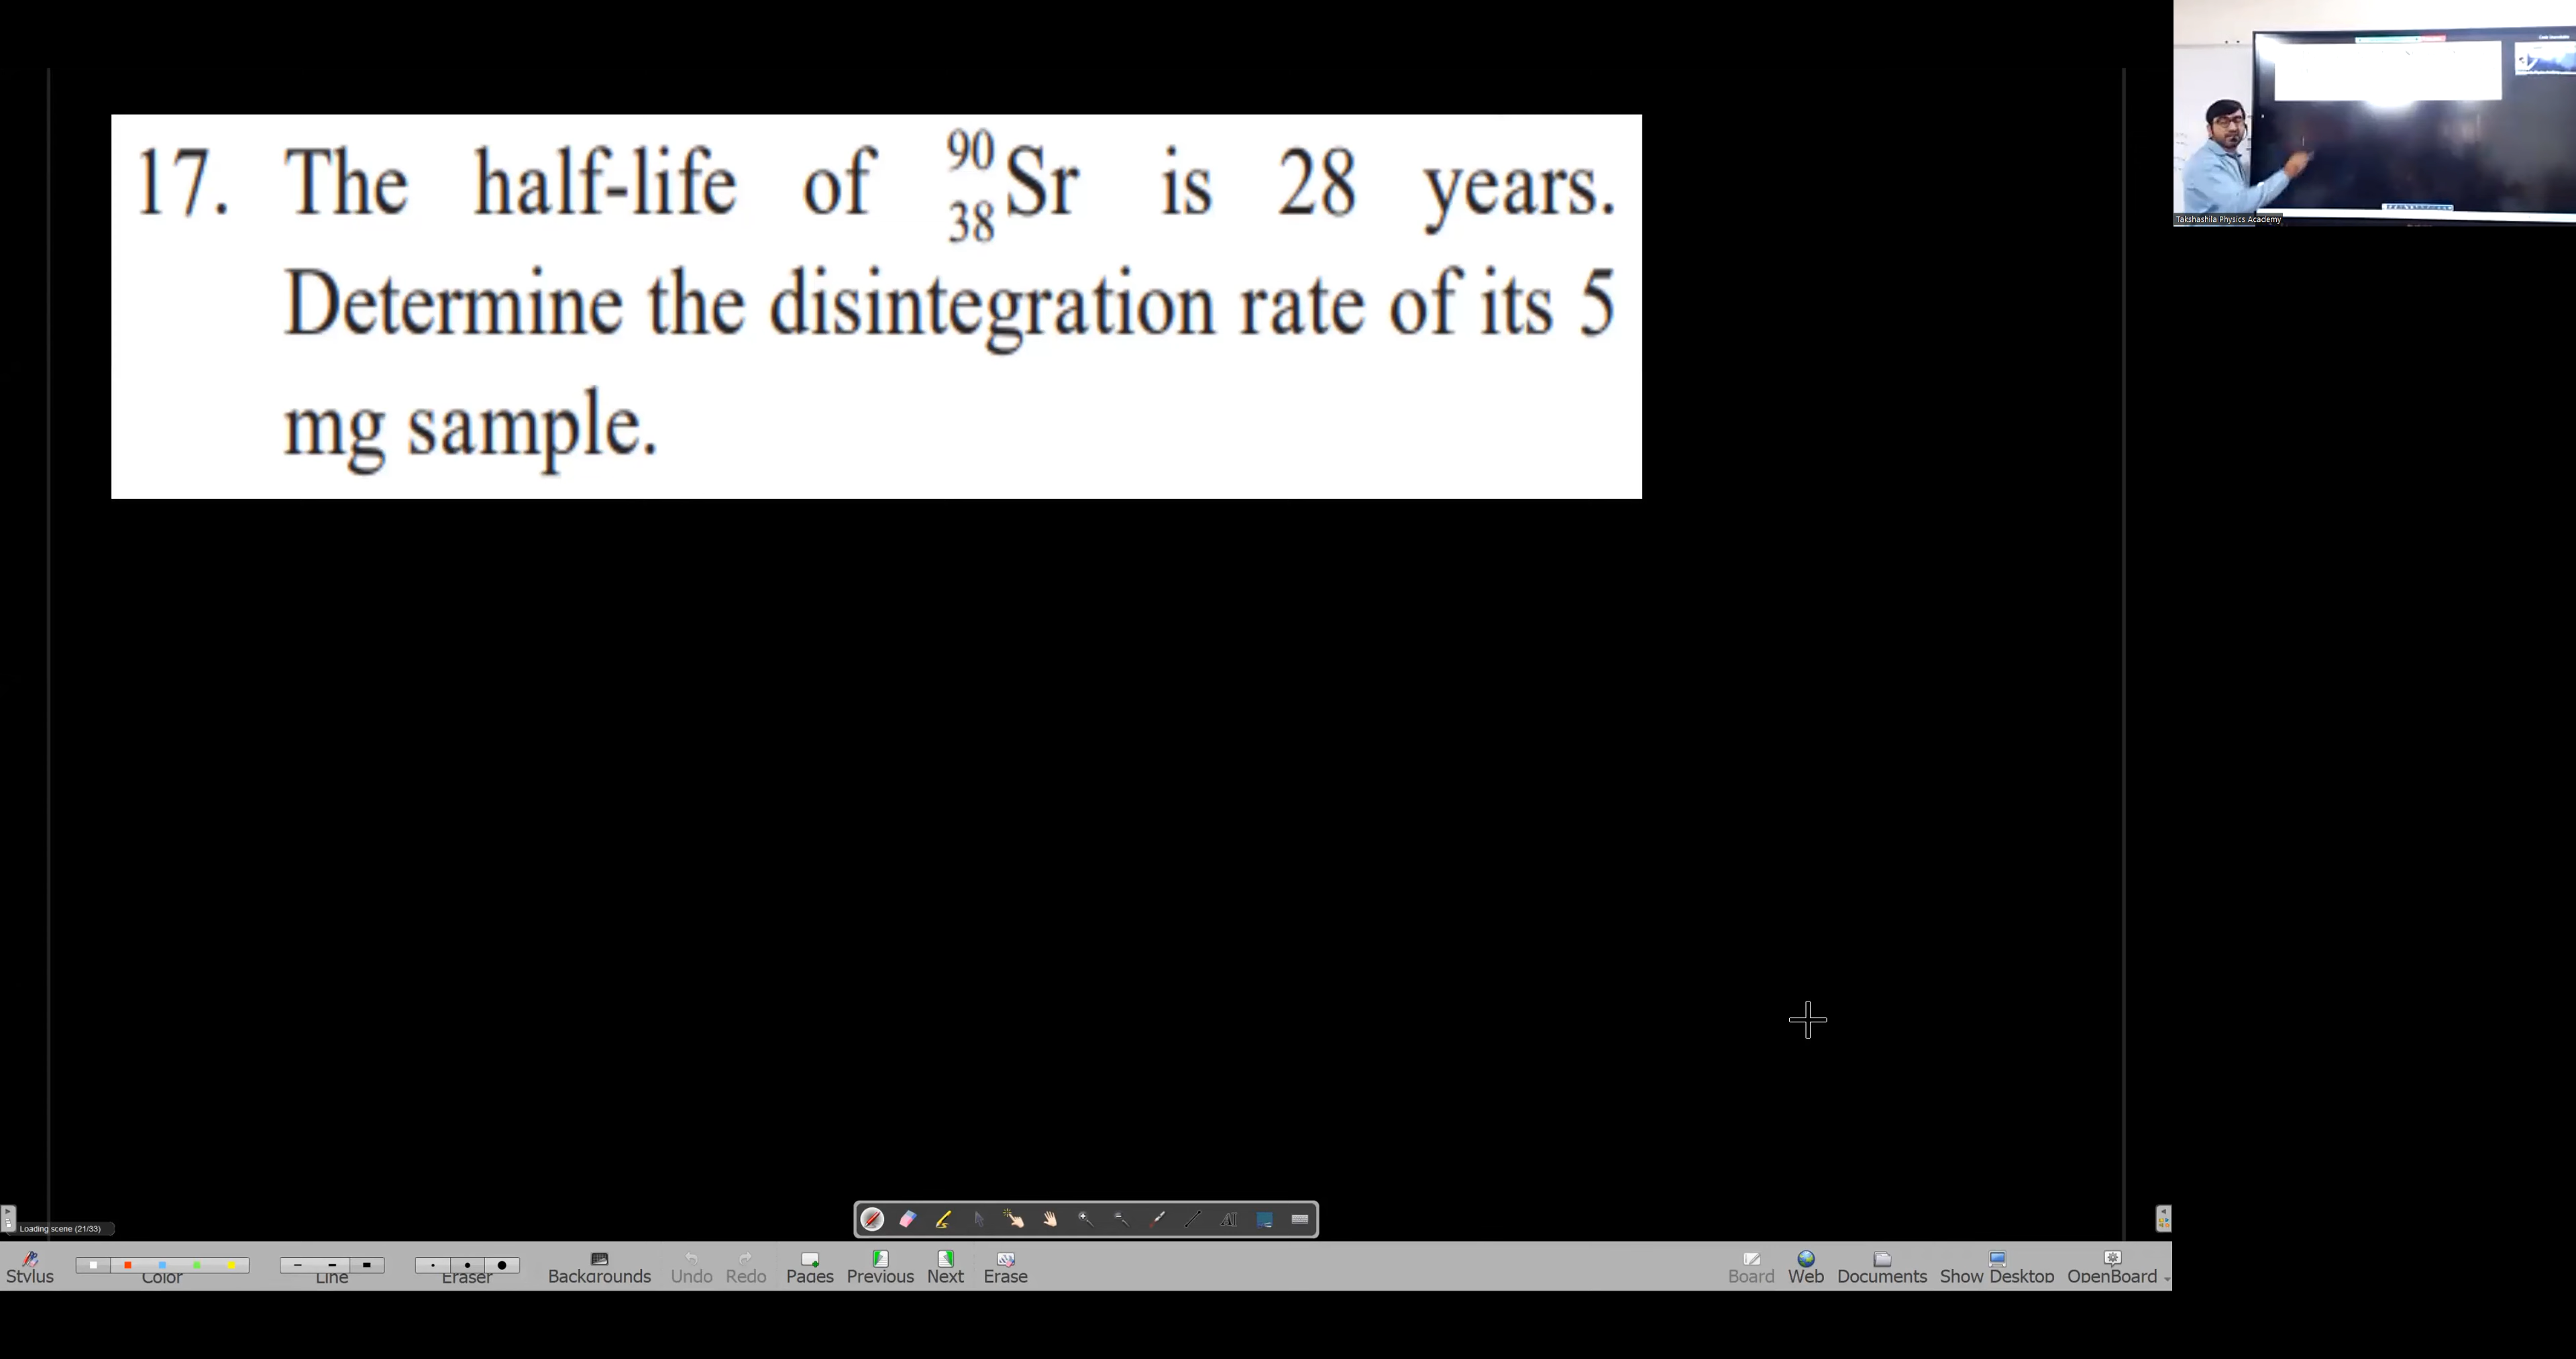 17. The half-life of ⁹⁰₃₈Sr is 28 years.
Determine the disintegration rate of its 5
mg sample.
Takshashila Physics Academy
Loading scene (21/33)
Stylus Color Line Eraser Backgrounds Undo Redo Pages Previous Next Erase Board Web Documents Show Desktop OpenBoard